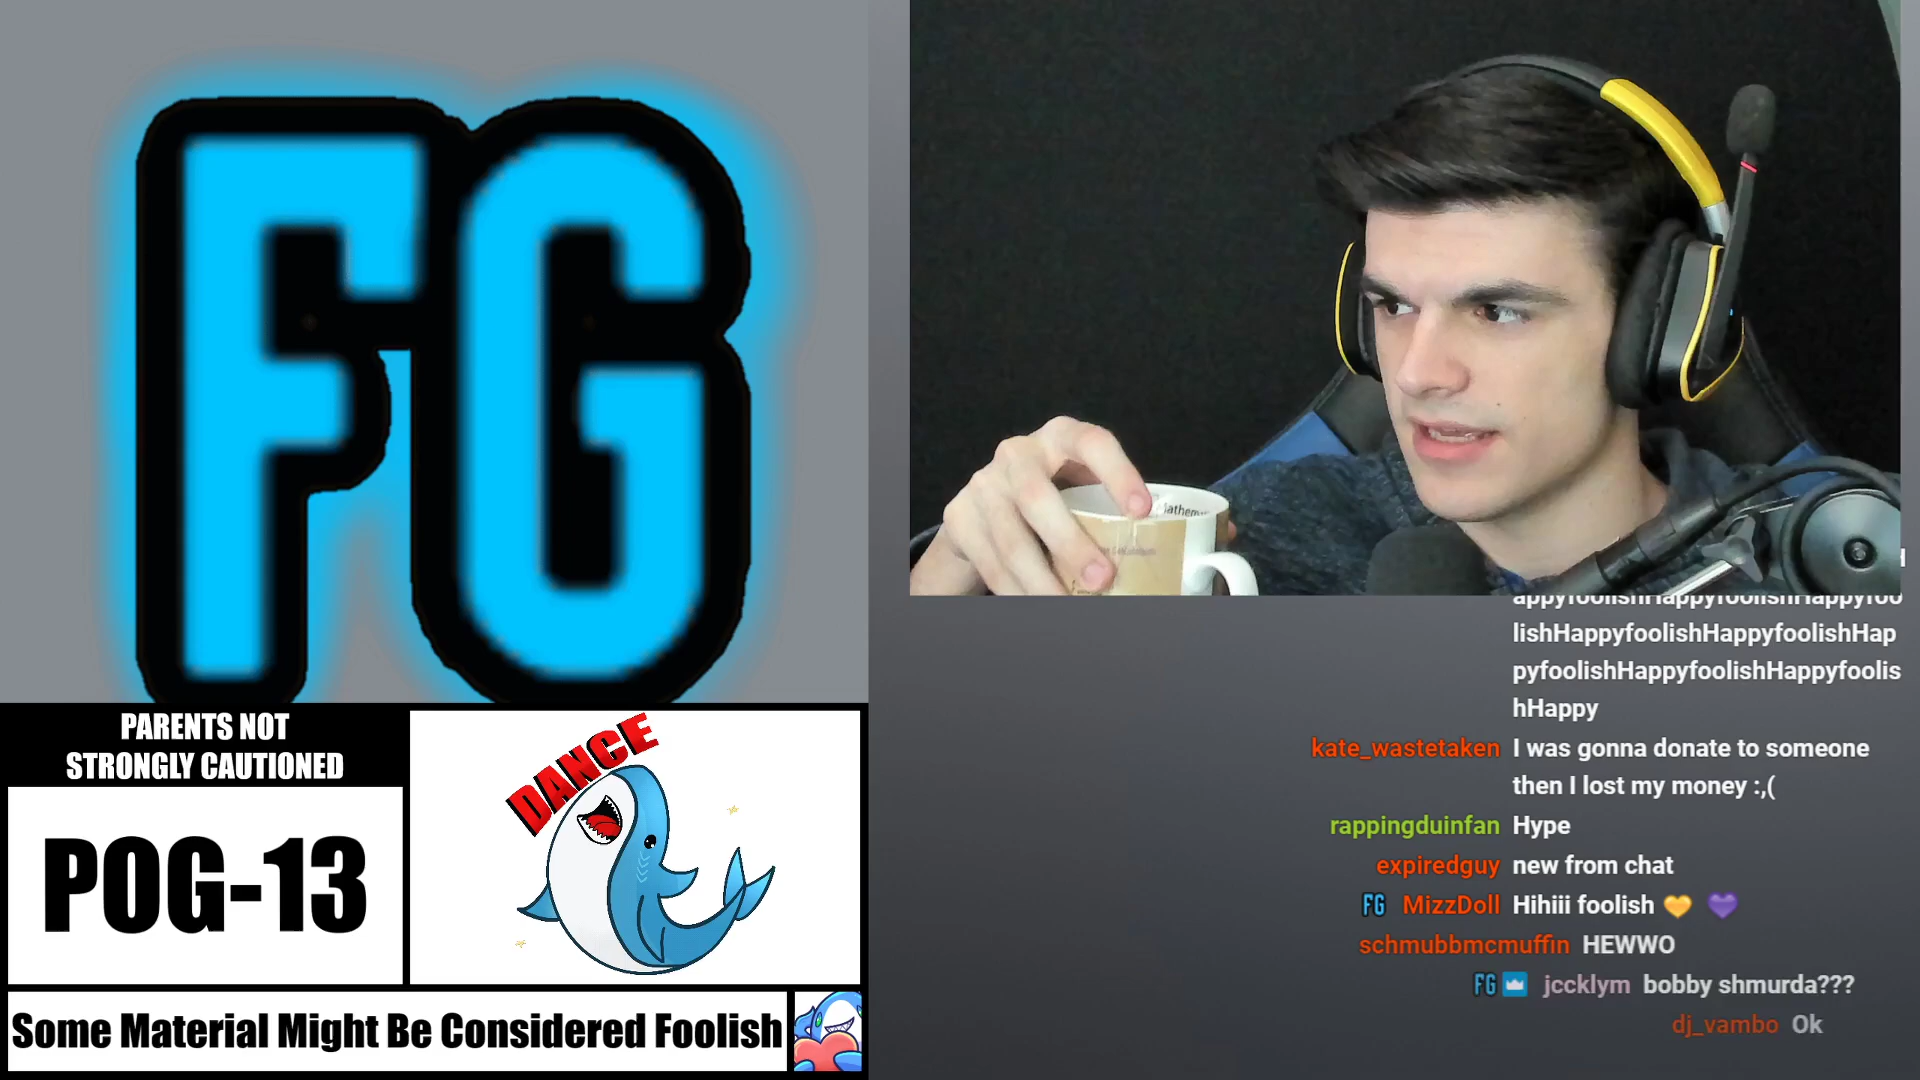 FG
PARENTS NOT
STRONGLY CAUTIONED
POG-13
DANCE
Some Material Might Be Considered Foolish
appyfoolishHappyfoolishHappyfoo
lishHappyfoolishHappyfoolishHap
pyfoolishHappyfoolishHappyfoolis
hHappy
kate_wastetaken I was gonna donate to someone
then I lost my money :,(
rappingduinfan Hype
expiredguy new from chat
FG MizzDoll Hihiii foolish 💛 💜
schmubbmcmuffin HEWWO
FG jccklym bobby shmurda???
dj_vambo Ok